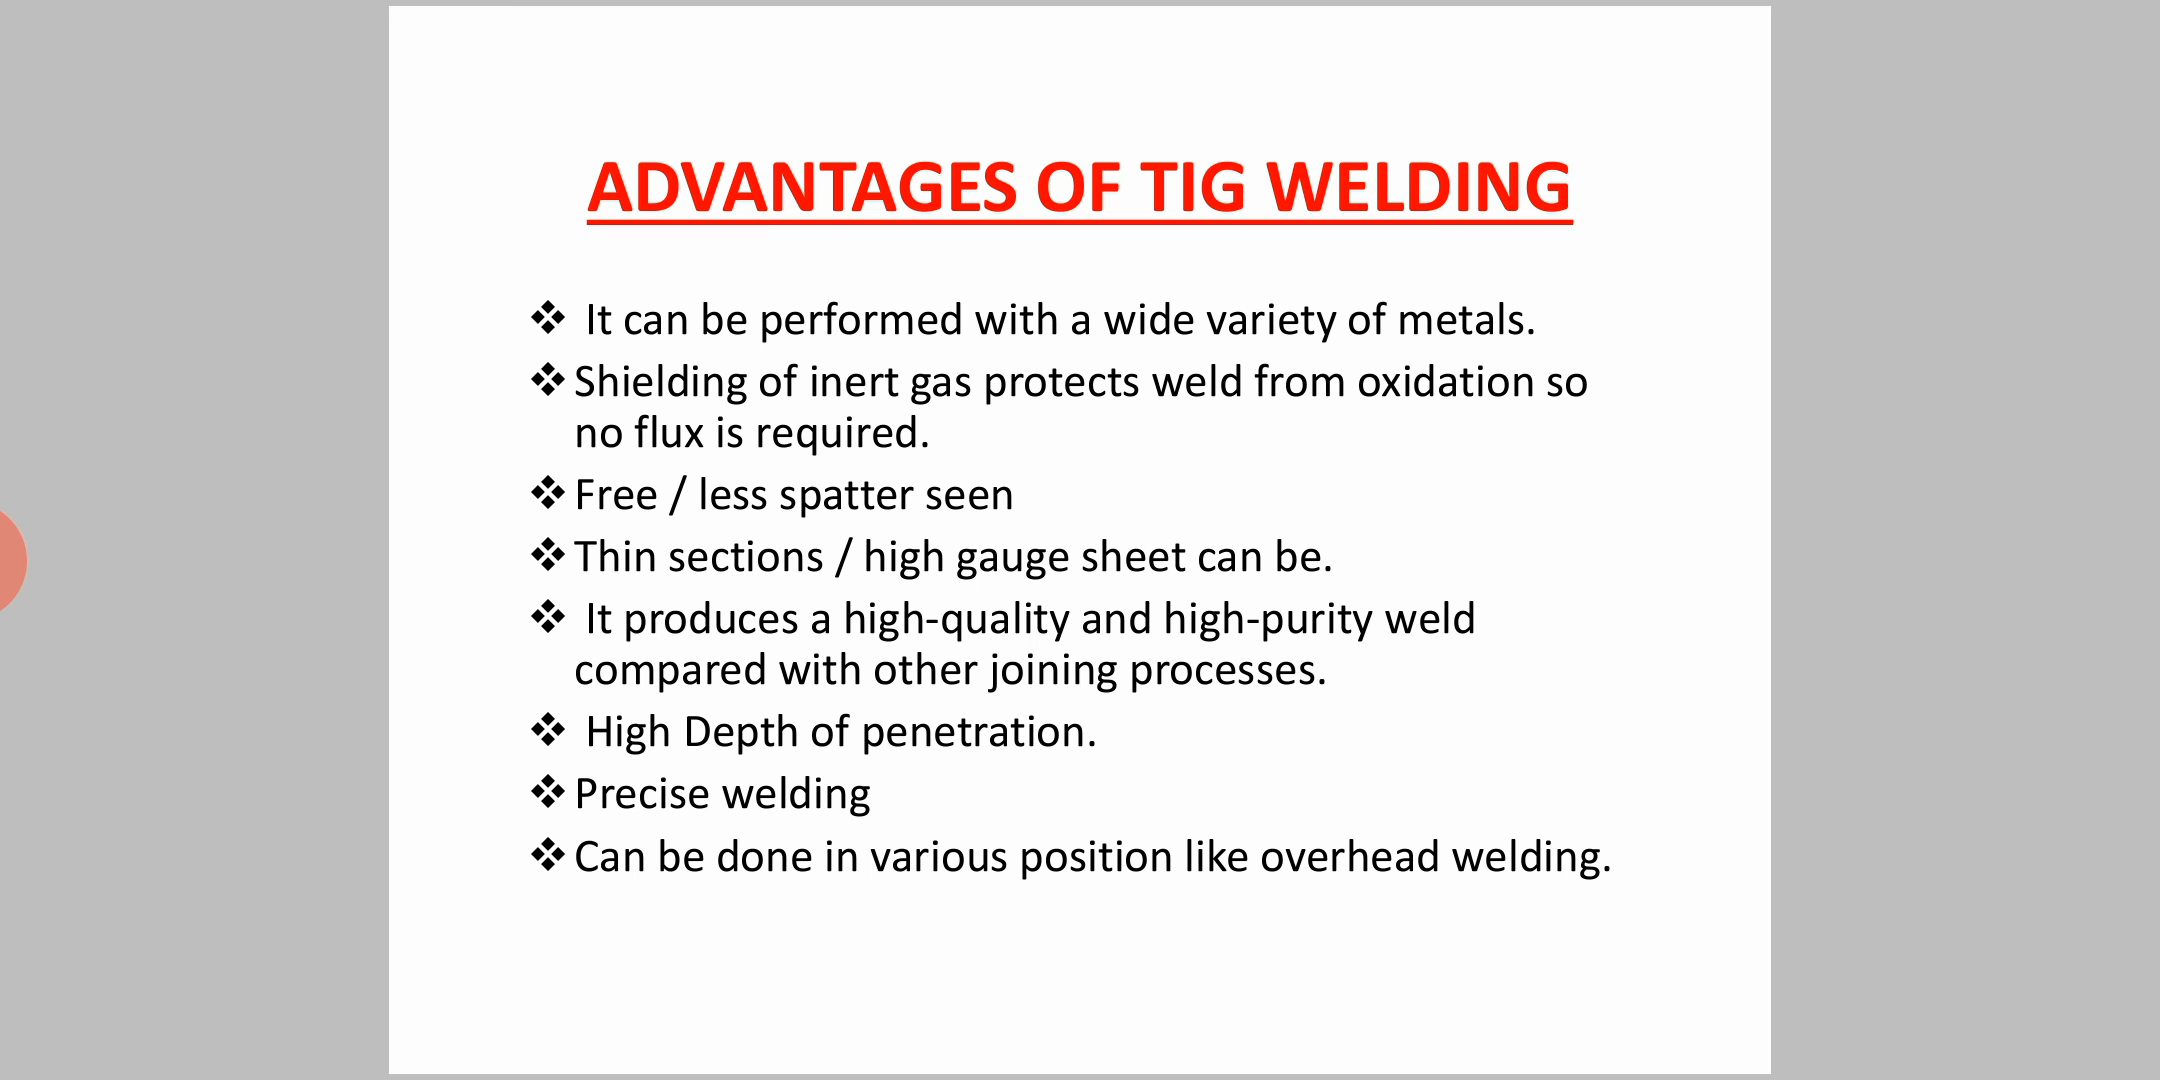 ADVANTAGES OF TIG WELDING
❖ It can be performed with a wide variety of metals.
❖ Shielding of inert gas protects weld from oxidation so
no flux is required.
❖ Free / less spatter seen
❖ Thin sections / high gauge sheet can be.
❖ It produces a high-quality and high-purity weld
compared with other joining processes.
❖ High Depth of penetration.
❖ Precise welding
❖ Can be done in various position like overhead welding.